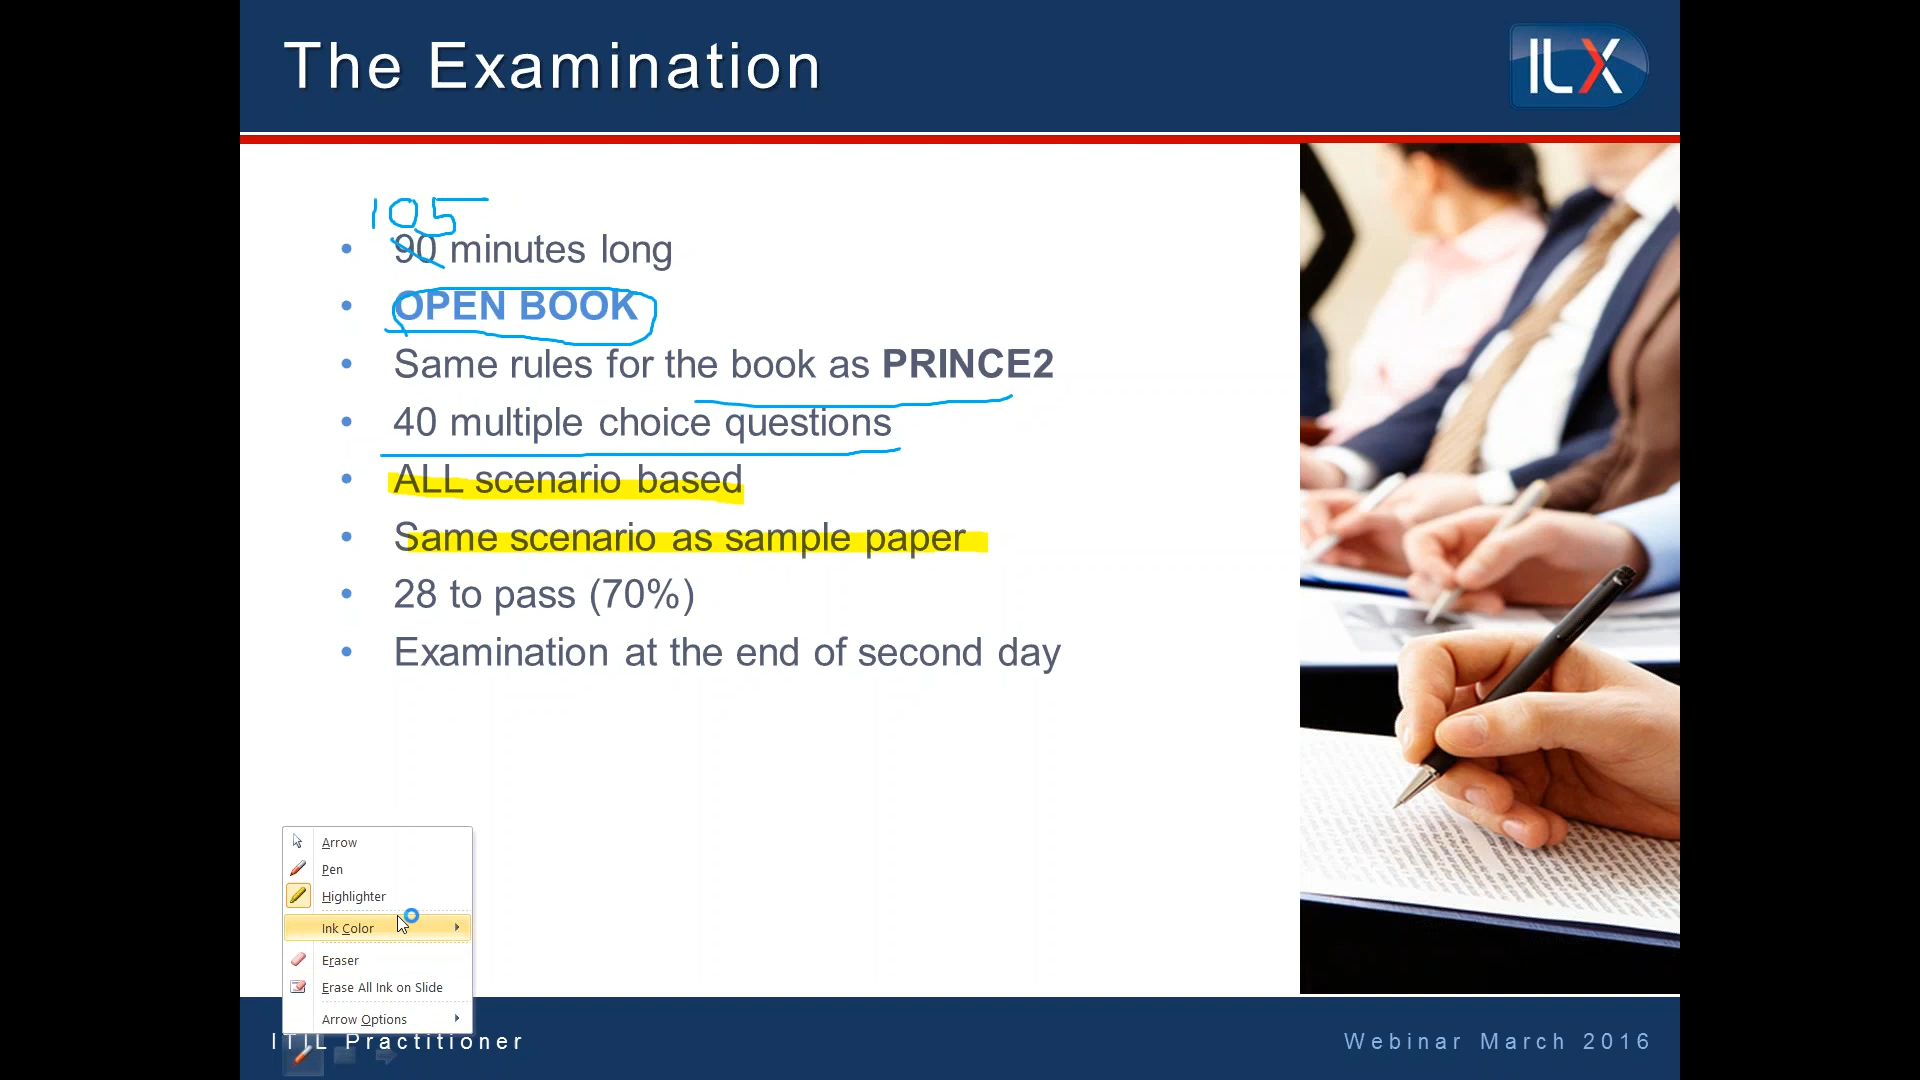 The Examination
ILX
105
90 minutes long
OPEN BOOK
Same rules for the book as PRINCE2
40 multiple choice questions
ALL scenario based
Same scenario as sample paper
28 to pass (70%)
Examination at the end of second day
Arrow
Pen
Highlighter
Ink Color
Eraser
Erase All Ink on Slide
Arrow Options
ITIL Practitioner
Webinar March 2016